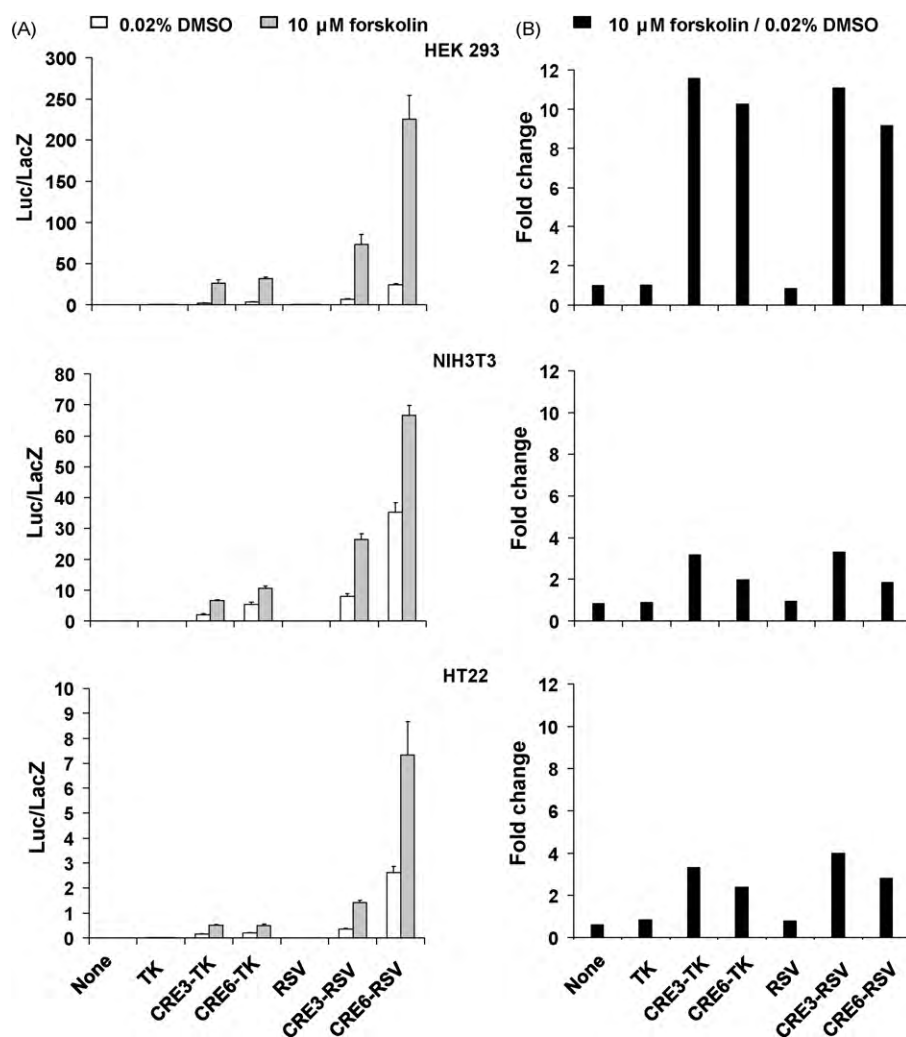 (A)
0.02% DMSO
10 µM forskolin
(B)
10 µM forskolin / 0.02% DMSO
HEK 293
Luc/LacZ
300
250
200
150
100
50
0
Fold change
12
10
8
6
4
2
0
NIH3T3
Luc/LacZ
80
70
60
50
40
30
20
10
0
Fold change
12
10
8
6
4
2
0
HT22
Luc/LacZ
10
9
8
7
6
5
4
3
2
1
0
Fold change
12
10
8
6
4
2
0
None
TK
CRE3-TK
CRE6-TK
RSV
CRE3-RSV
CRE6-RSV
None
TK
CRE3-TK
CRE6-TK
RSV
CRE3-RSV
CRE6-RSV